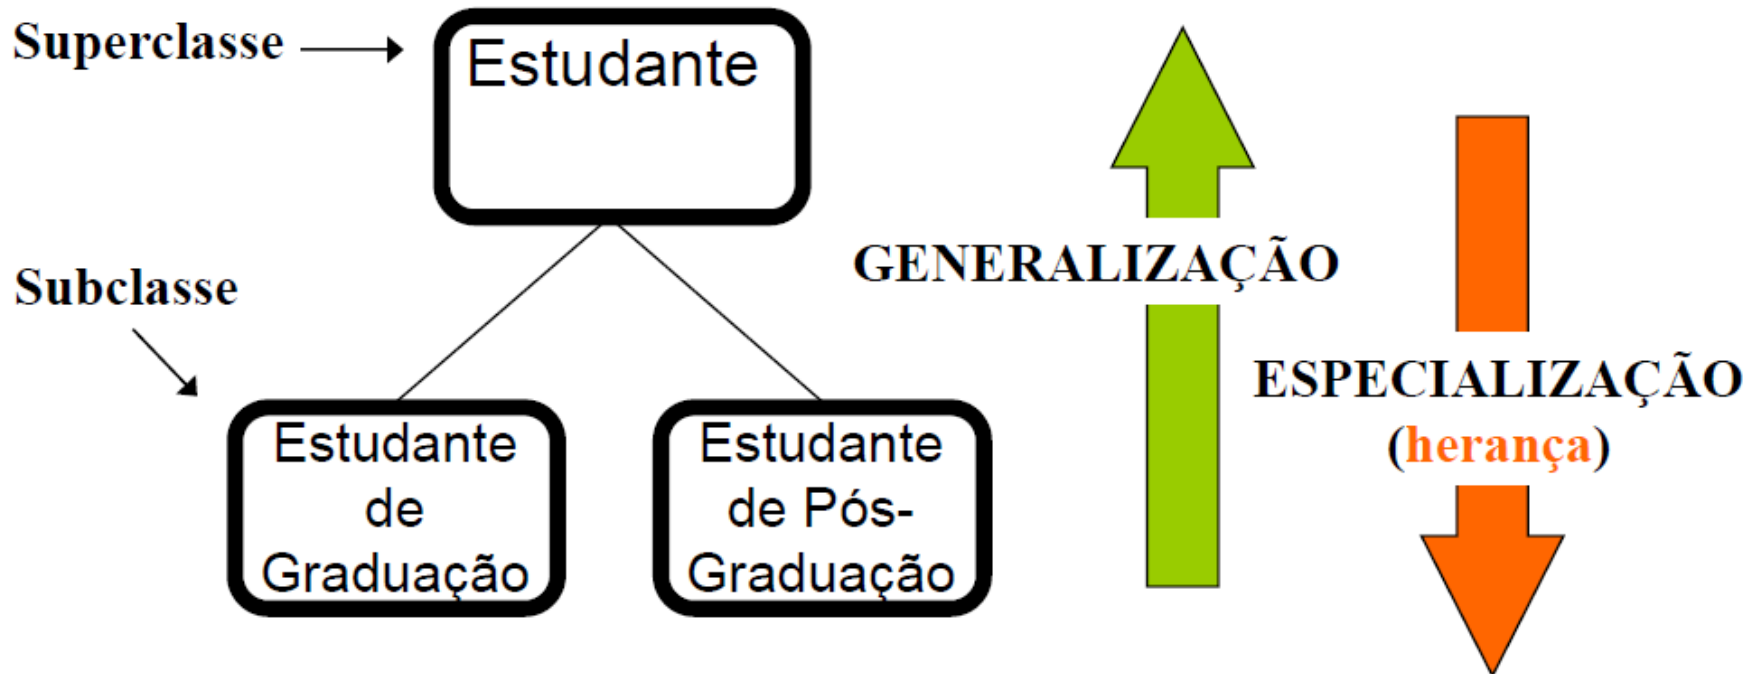 Superclasse
Estudante
Subclasse
Estudante
de
Graduação
Estudante
de Pós-
Graduação
GENERALIZAÇÃO
ESPECIALIZAÇÃO
(herança)